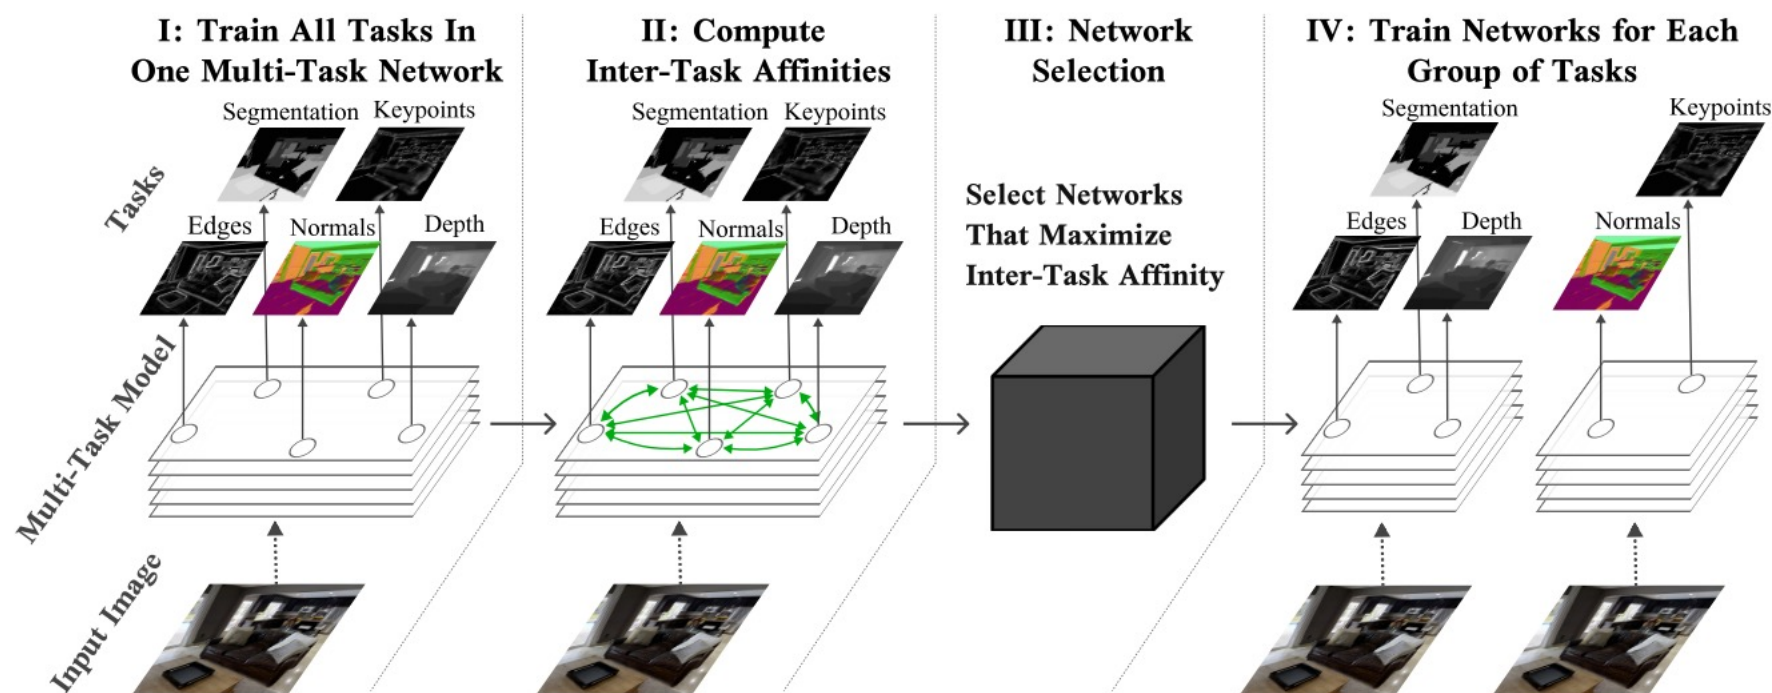 I: Train All Tasks In
One Multi-Task Network
Segmentation
Keypoints
Edges
Normals
Depth
Tasks
Multi-Task Model
Input Image
II: Compute
Inter-Task Affinities
Segmentation
Keypoints
Edges
Normals
Depth
III: Network
Selection
Select Networks
That Maximize
Inter-Task Affinity
IV: Train Networks for Each
Group of Tasks
Segmentation
Keypoints
Edges
Depth
Normals